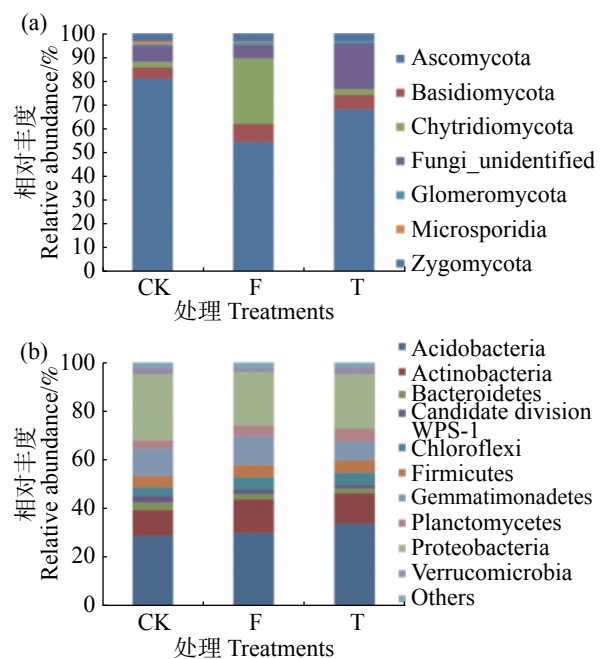 (a)
相对丰度
Relative abundance/%
100
90
80
70
60
50
40
30
20
10
0
CK
F
T
处理 Treatments
Ascomycota
Basidiomycota
Chytridiomycota
Fungi_unidentified
Glomeromycota
Microsporidia
Zygomycota
(b)
相对丰度
Relative abundance/%
100
80
60
40
20
0
CK
F
T
处理 Treatments
Acidobacteria
Actinobacteria
Bacteroidetes
Candidate division
WPS-1
Chloroflexi
Firmicutes
Gemmatimonadetes
Planctomycetes
Proteobacteria
Verrucomicrobia
Others